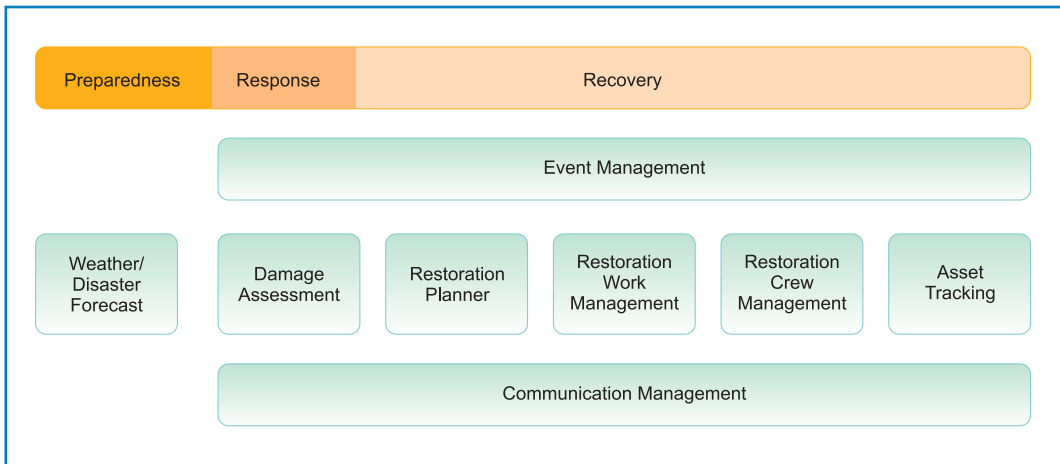 Preparedness
Response
Recovery
Event Management
Weather/
Disaster
Forecast
Damage
Assessment
Restoration
Planner
Restoration
Work
Management
Restoration
Crew
Management
Asset
Tracking
Communication Management